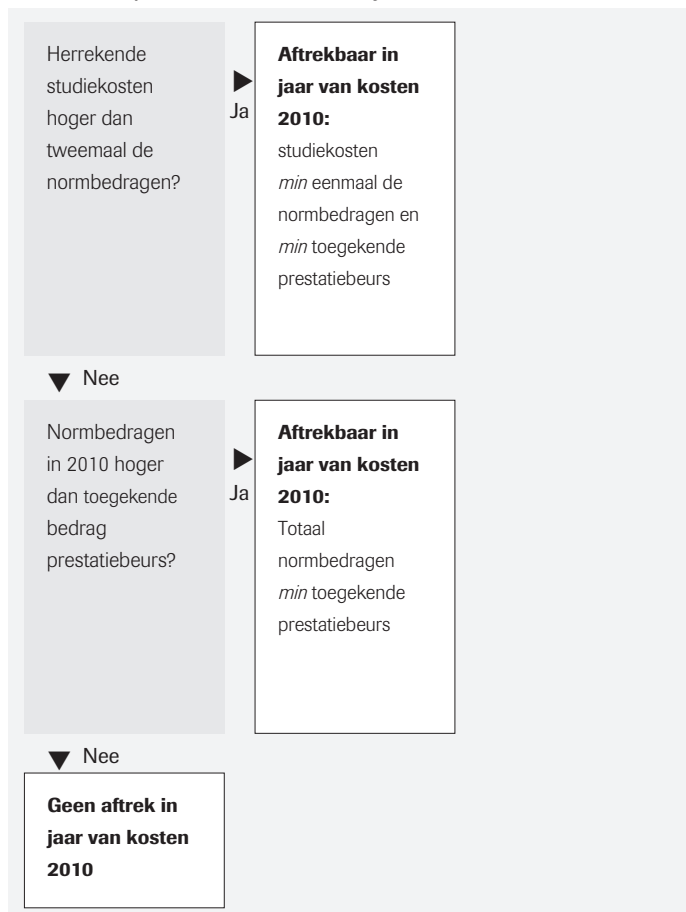 Herrekende
studiekosten
hoger dan
tweemaal de
normbedragen?
Ja
Aftrekbaar in
jaar van kosten
2010:
studiekosten
min eenmaal de
normbedragen en
min toegekende
prestatiebeurs
Nee
Normbedragen
in 2010 hoger
dan toegekende
bedrag
prestatiebeurs?
Ja
Aftrekbaar in
jaar van kosten
2010:
Totaal
normbedragen
min toegekende
prestatiebeurs
Nee
Geen aftrek in
jaar van kosten
2010